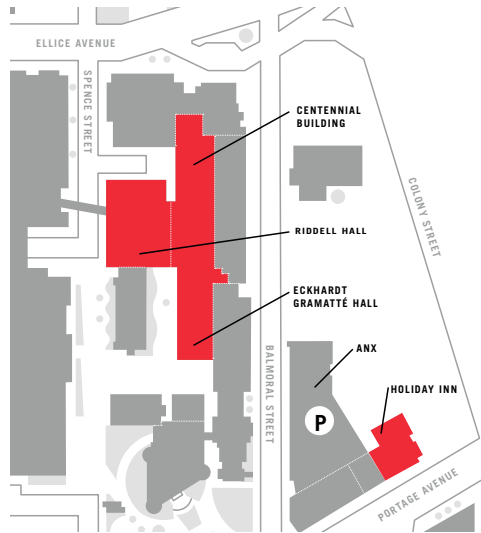 ELLICE AVENUE
SPENCE STREET
CENTENNIAL
BUILDING
COLONY STREET
RIDDELL HALL
ECKHARDT
GRAMATTÉ HALL
BALMORAL STREET
ANX
HOLIDAY INN
P
PORTAGE AVENUE